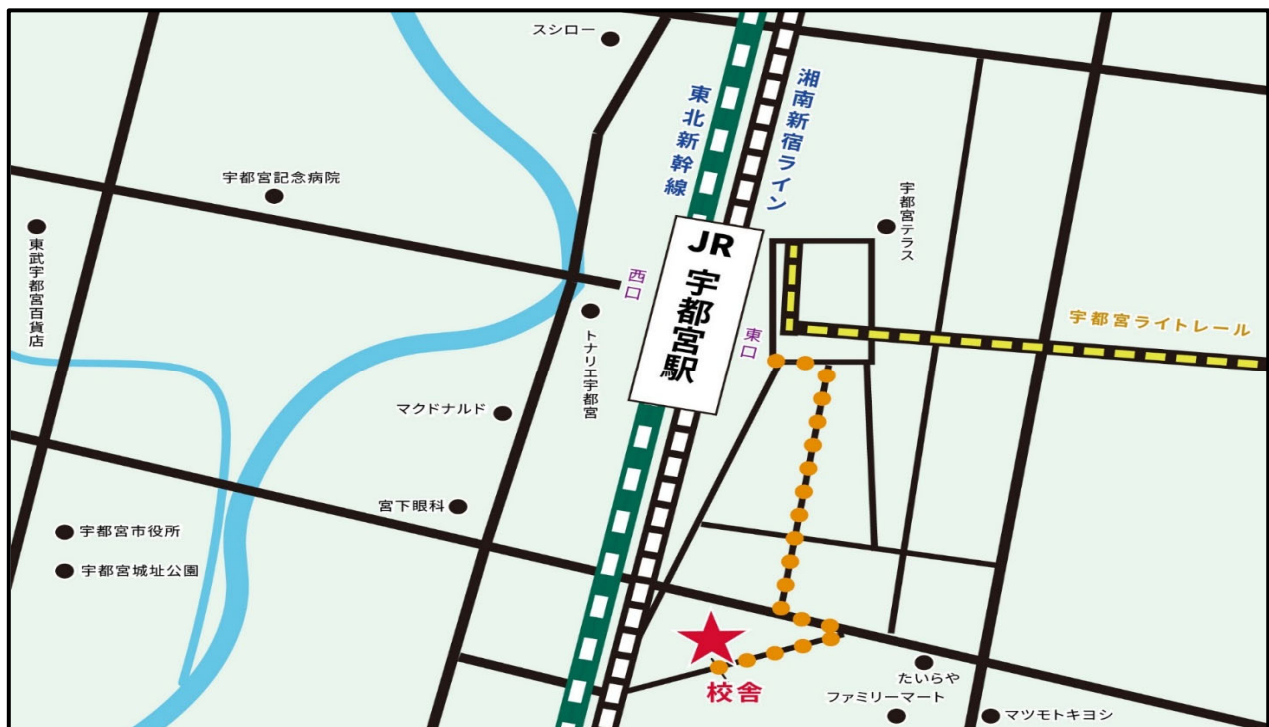 スシロー
東北新幹線
湘南新宿ライン
宇都宮記念病院
宇都宮テラス
東武宇都宮百貨店
JR 宇都宮駅
西口
東口
宇都宮ライトレール
トナリエ宇都宮
マクドナルド
宮下眼科
宇都宮市役所
宇都宮城址公園
校舎
たいらや
ファミリーマート
マツモトキヨシ